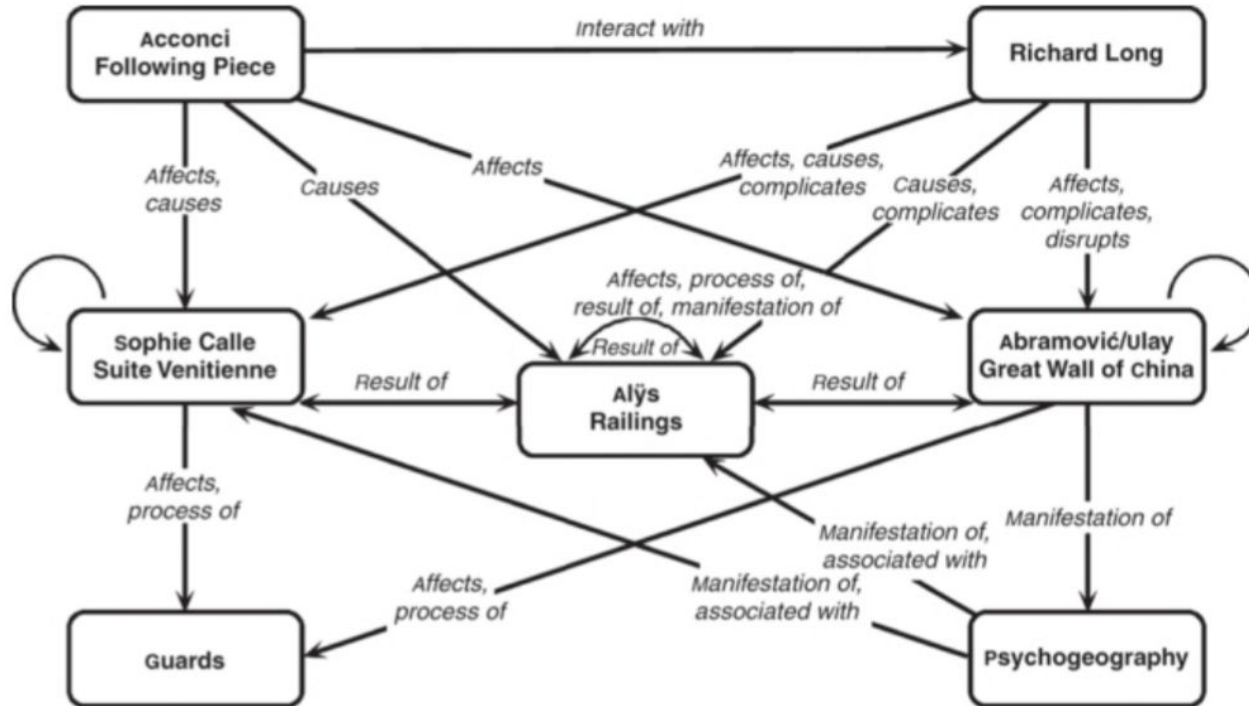 Acconci
Following Piece
Interact with
Richard Long
Affects,
causes
Causes
Affects
Affects, causes,
complicates
Causes,
complicates
Affects,
complicates,
disrupts
Affects, process of,
result of, manifestation of
Result of
Sophie Calle
Suite Venitienne
Result of
Alÿs
Railings
Result of
Abramović/Ulay
Great Wall of China
Affects,
process of
Manifestation of,
associated with
Manifestation of
Affects,
process of
Manifestation of,
associated with
Guards
Psychogeography